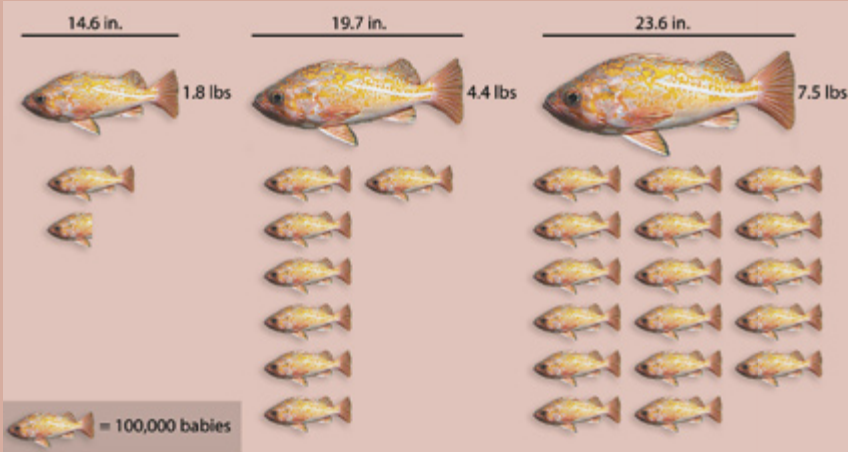 14.6 in.
19.7 in.
23.6 in.
1.8 lbs
4.4 lbs
7.5 lbs
= 100,000 babies